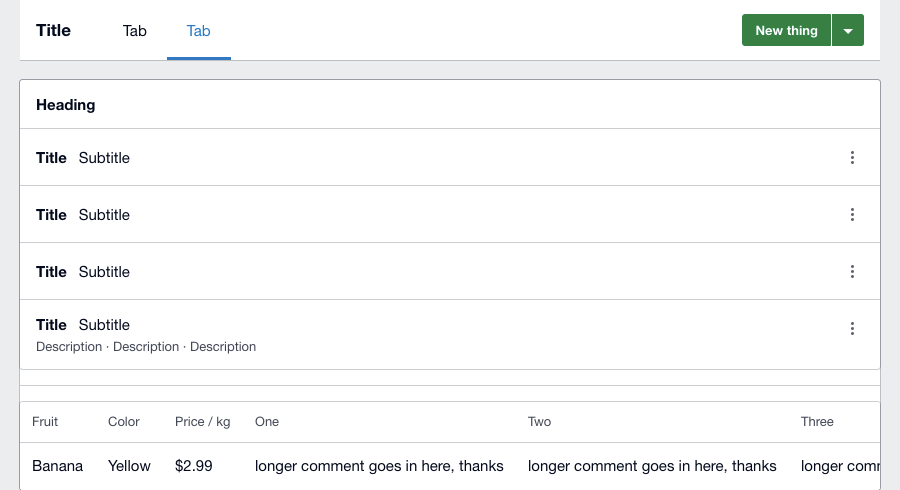 Title Tab Tab New thing
Heading
Title Subtitle
Title Subtitle
Title Subtitle
Title Subtitle
Description · Description · Description
Fruit Color Price / kg One Two Three
Banana Yellow $2.99 longer comment goes in here, thanks longer comment goes in here, thanks longer com